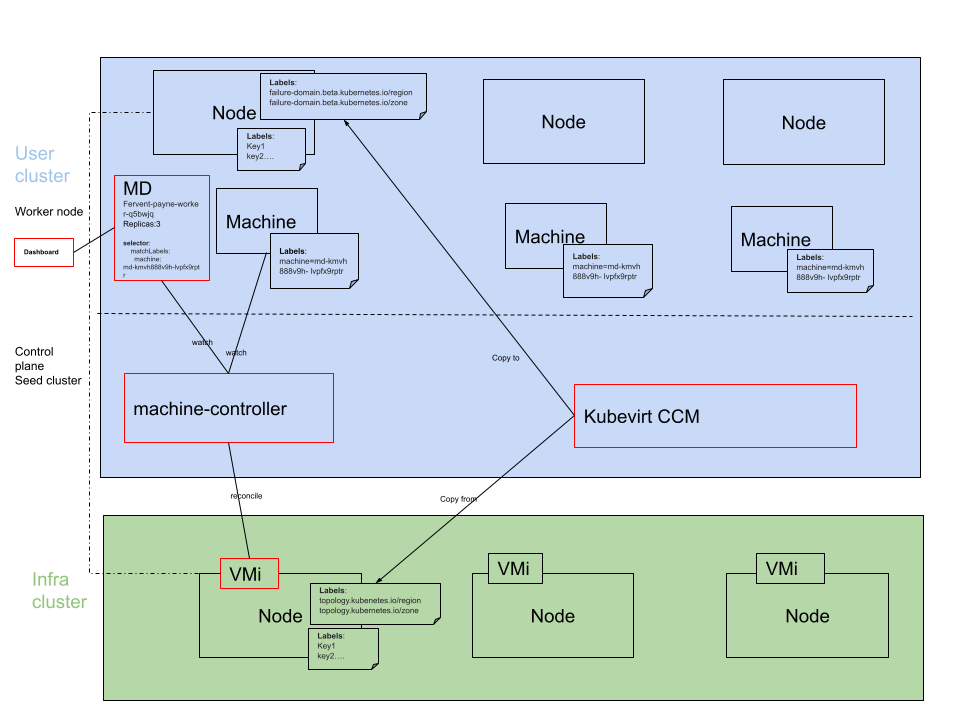 Labels:
failure-domain.beta.kubernetes.io/region
failure-domain.beta.kubernetes.io/zone
Node
Labels:
Key1
key2….
Node
Node
User
cluster
Worker node
Dashboard
MD
Fervent-payne-worke
r-q5bwjq
Replicas:3
selector:
matchLabels:
machine:
md-kmvh888v9h-lvpfx9rpt
r
Machine
Labels:
machine=md-kmvh
888v9h- lvpfx9rptr
Machine
Labels:
machine=md-kmvh
888v9h- lvpfx9rptr
Machine
Labels:
machine=md-kmvh
888v9h- lvpfx9rptr
watch
watch
Copy to
Control
plane
Seed cluster
machine-controller
Kubevirt CCM
reconcile
Copy from
Infra
cluster
VMi
Node
Labels:
topology.kubenetes.io/region
topology.kubernetes.io/zone
Labels:
Key1
key2….
VMi
Node
VMi
Node